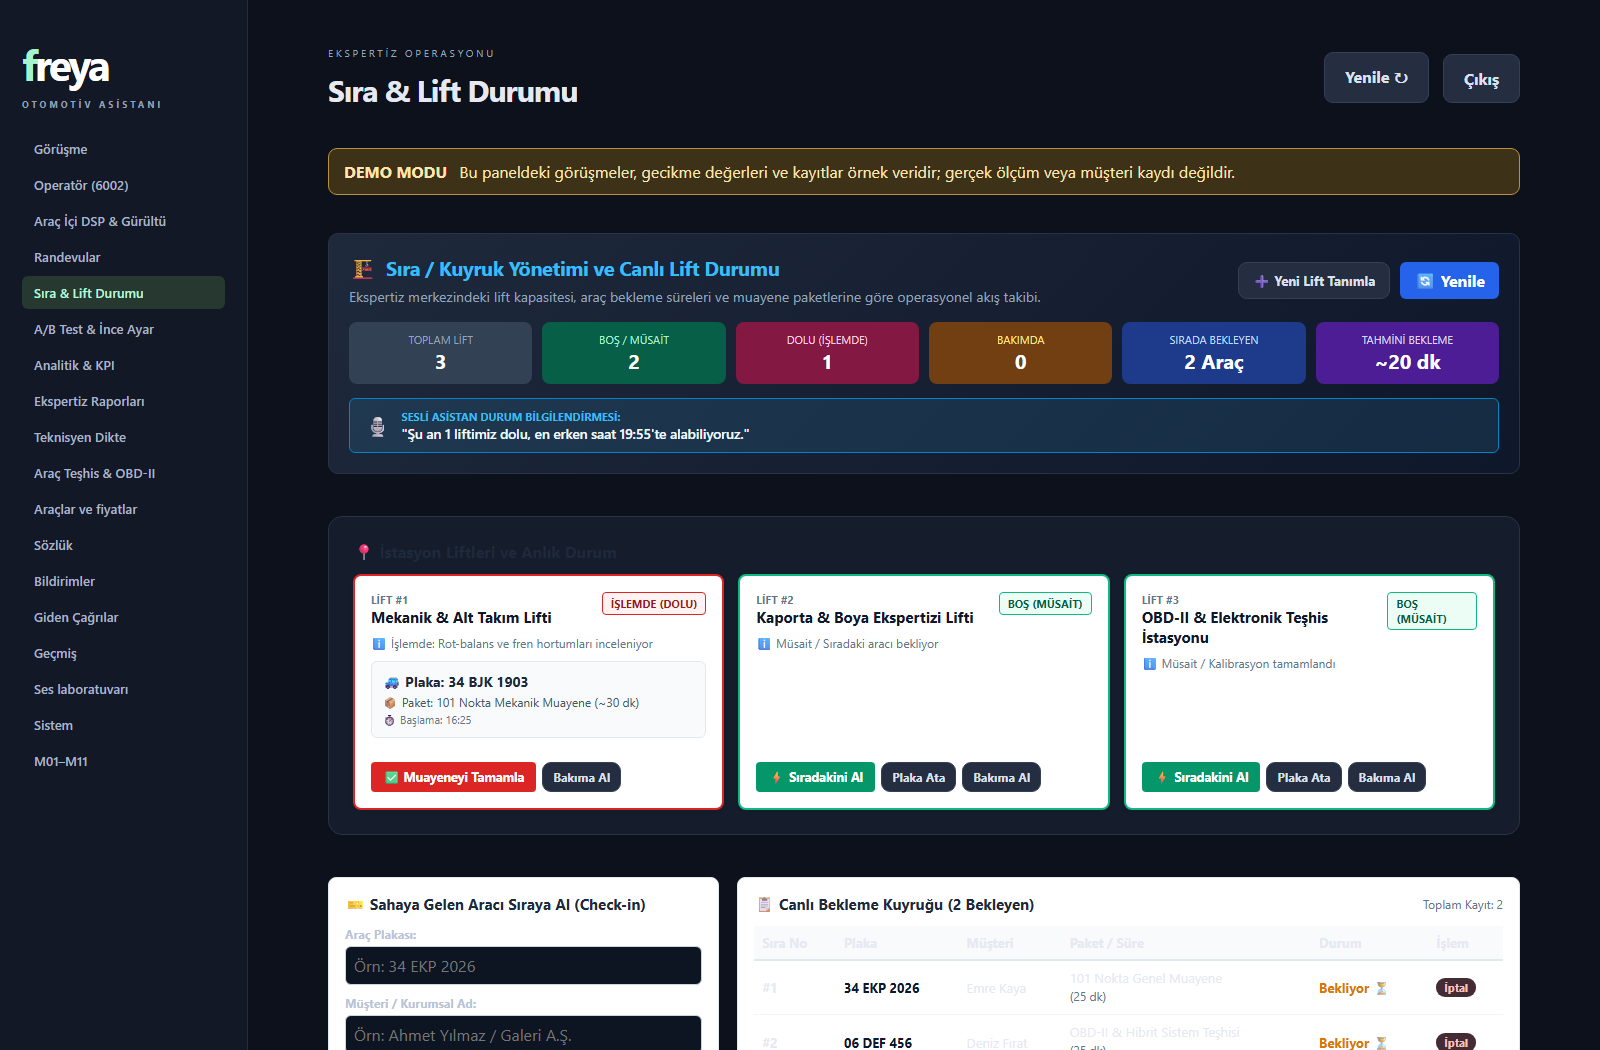 freya
OTOMOTİV ASİSTANI
Görüşme
Operatör (6002)
Araç İçi DSP & Gürültü
Randevular
Sıra & Lift Durumu
A/B Test & İnce Ayar
Analitik & KPI
Ekspertiz Raporları
Teknisyen Dikte
Araç Teşhis & OBD-II
Araçlar ve fiyatlar
Sözlük
Bildirimler
Giden Çağrılar
Geçmiş
Ses laboratuvarı
Sistem
M01–M11
EKSPERTİZ OPERASYONU
Sıra & Lift Durumu
Yenile ↻
Çıkış
DEMO MODU Bu paneldeki görüşmeler, gecikme değerleri ve kayıtlar örnek veridir; gerçek ölçüm veya müşteri kaydı değildir.
Sıra / Kuyruk Yönetimi ve Canlı Lift Durumu
Ekspertiz merkezindeki lift kapasitesi, araç bekleme süreleri ve muayene paketlerine göre operasyonel akış takibi.
Yeni Lift Tanımla
Yenile
TOPLAM LİFT
3
BOŞ / MÜSAİT
2
DOLU (İŞLEMDE)
1
BAKIMDA
0
SIRADA BEKLEYEN
2 Araç
TAHMİNİ BEKLEME
~20 dk
SESLİ ASİSTAN DURUM BİLGİLENDİRMESİ:
"Şu an 1 liftimiz dolu, en erken saat 19:55'te alabiliyoruz."
İstasyon Liftleri ve Anlık Durum
LİFT #1
Mekanik & Alt Takım Lifti
İŞLEMDE (DOLU)
İşlemde: Rot-balans ve fren hortumları inceleniyor
Plaka: 34 BJK 1903
Paket: 101 Nokta Mekanik Muayene (~30 dk)
Başlama: 16:25
Muayeneyi Tamamla
Bakıma Al
LİFT #2
Kaporta & Boya Ekspertizi Lifti
BOŞ (MÜSAİT)
Müsait / Sıradaki aracı bekliyor
Sıradakini Al
Plaka Ata
Bakıma Al
LİFT #3
OBD-II & Elektronik Teşhis
İstasyonu
BOŞ
(MÜSAİT)
Müsait / Kalibrasyon tamamlandı
Sıradakini Al
Plaka Ata
Bakıma Al
Sahaya Gelen Aracı Sıraya Al (Check-in)
Araç Plakası:
Örn: 34 EKP 2026
Müşteri / Kurumsal Ad:
Örn: Ahmet Yılmaz / Galeri A.Ş.
Canlı Bekleme Kuyruğu (2 Bekleyen)
Toplam Kayıt: 2
Sıra No Plaka Müşteri Paket / Süre Durum İşlem
#1 34 EKP 2026 Emre Kaya 101 Nokta Genel Muayene Bekliyor İptal
(25 dk)
#2 06 DEF 456 Deniz Fırat OBD-II & Hibrit Sistem Teşhisi Bekliyor İptal
(25 dk)